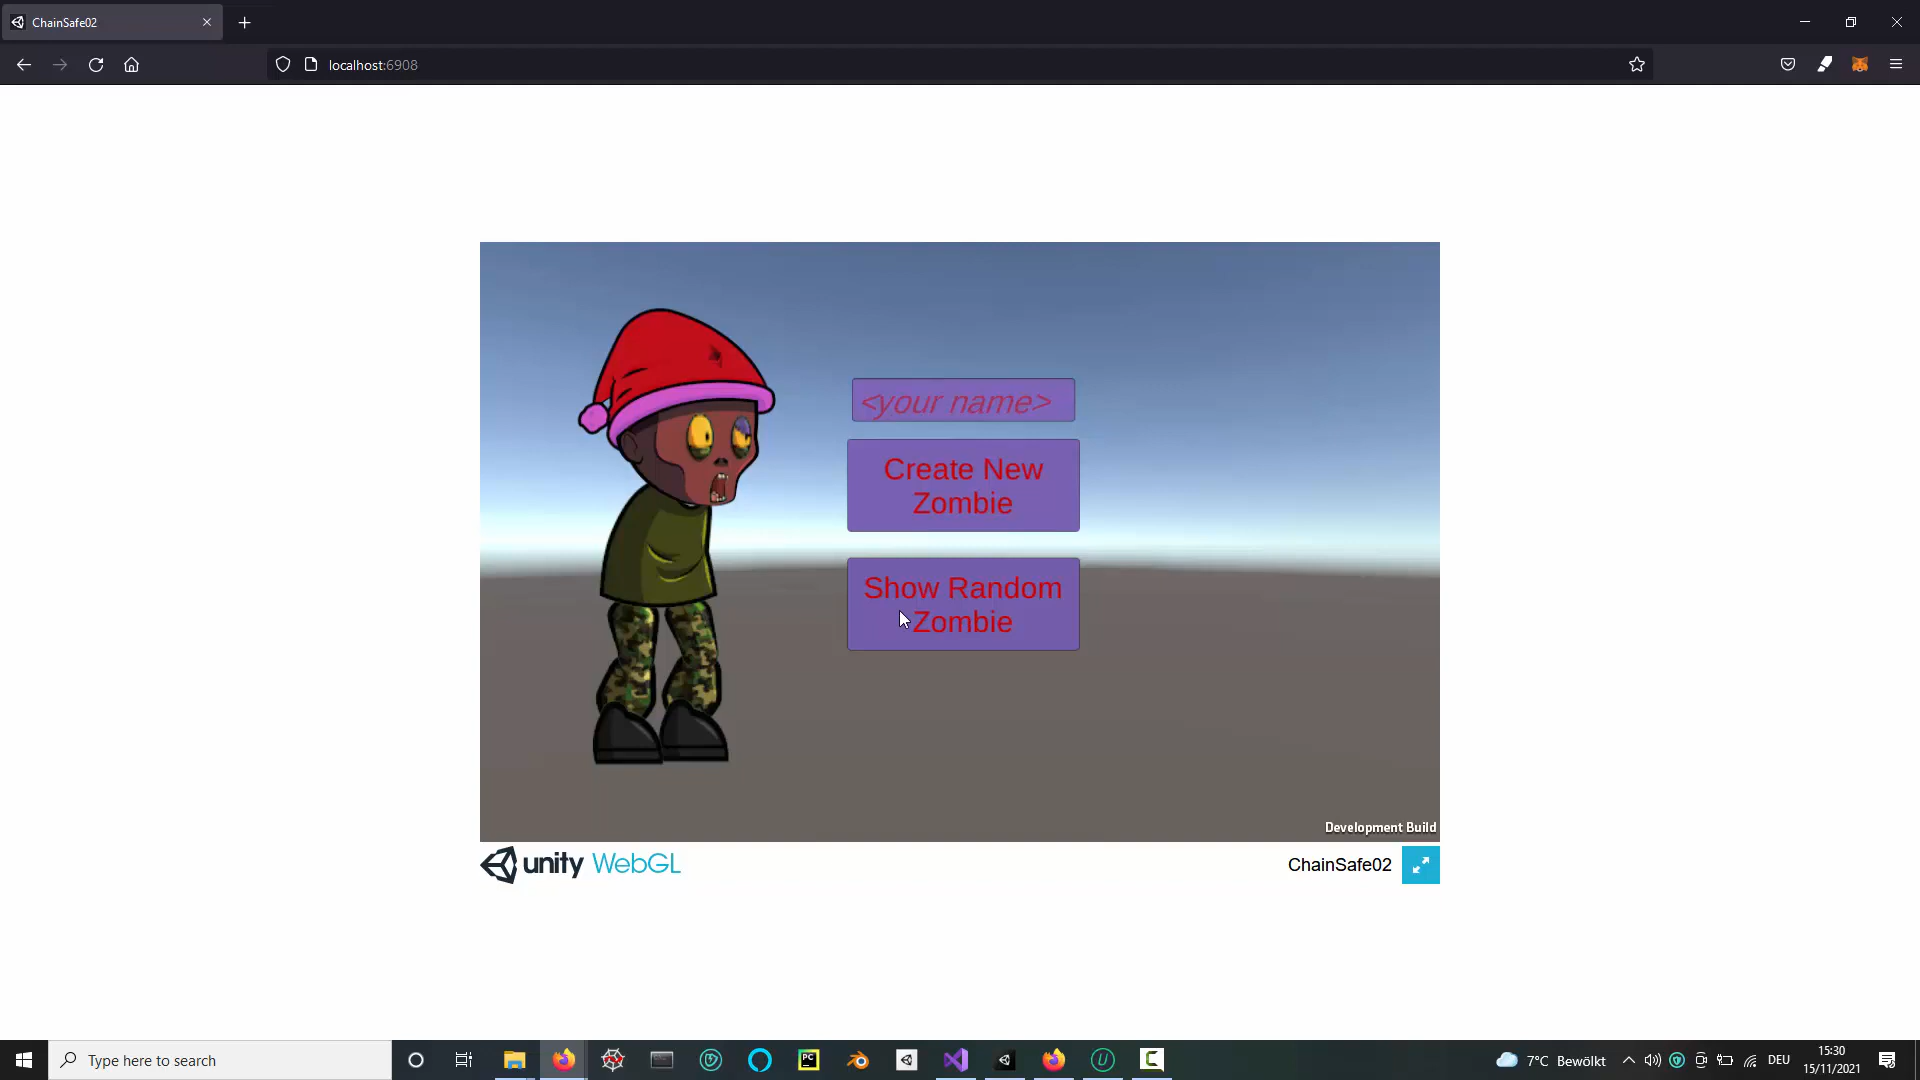 ChainSafe02
localhost:6908
<your name>
Create New
Zombie
Show Random
Zombie
Development Build
unity WebGL
ChainSafe02
Type here to search
PC
7°C Bewölkt
DEU
15:30
15/11/2021